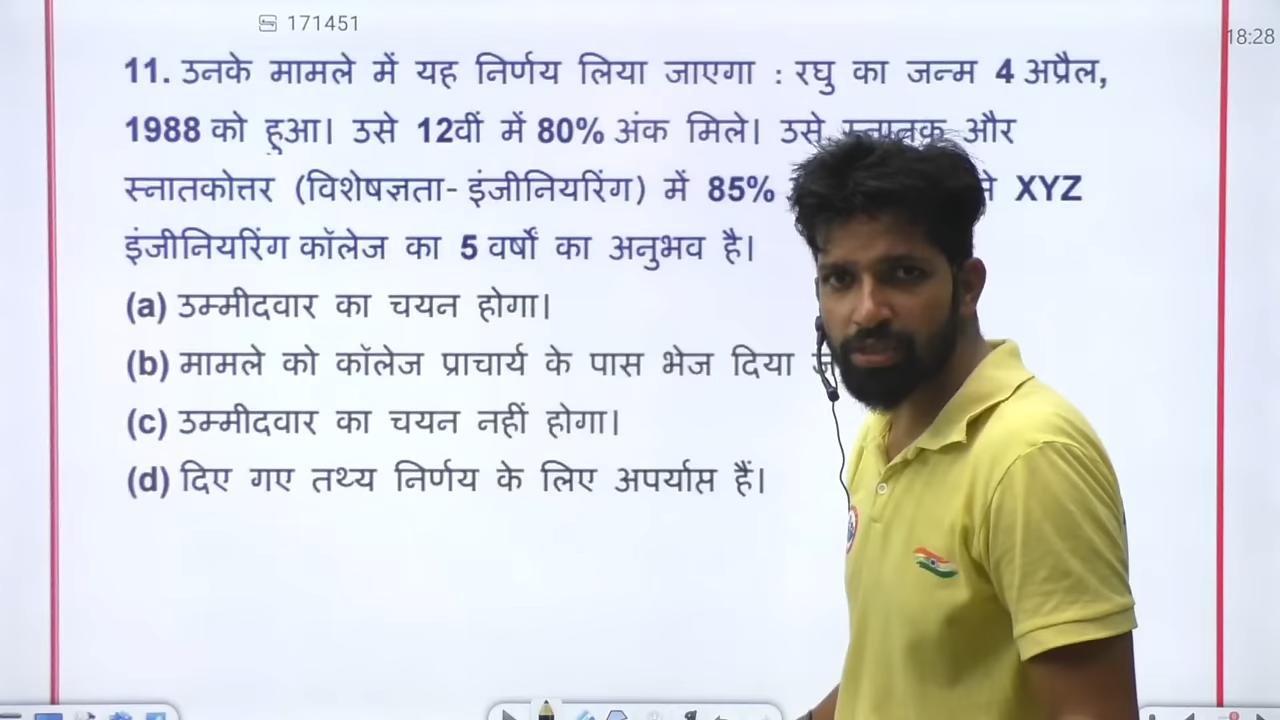 171451
18:28
11. उनके मामले में यह निर्णय लिया जाएगा : रघु का जन्म 4 अप्रैल,
1988 को हुआ। उसे 12वीं में 80% अंक मिले। उसे स्नातक और
स्नातकोत्तर (विशेषज्ञता- इंजीनियरिंग) में 85% XYZ
इंजीनियरिंग कॉलेज का 5 वर्षों का अनुभव है।
(a) उम्मीदवार का चयन होगा।
(b) मामले को कॉलेज प्राचार्य के पास भेज दिया
(c) उम्मीदवार का चयन नहीं होगा।
(d) दिए गए तथ्य निर्णय के लिए अपर्याप्त हैं।